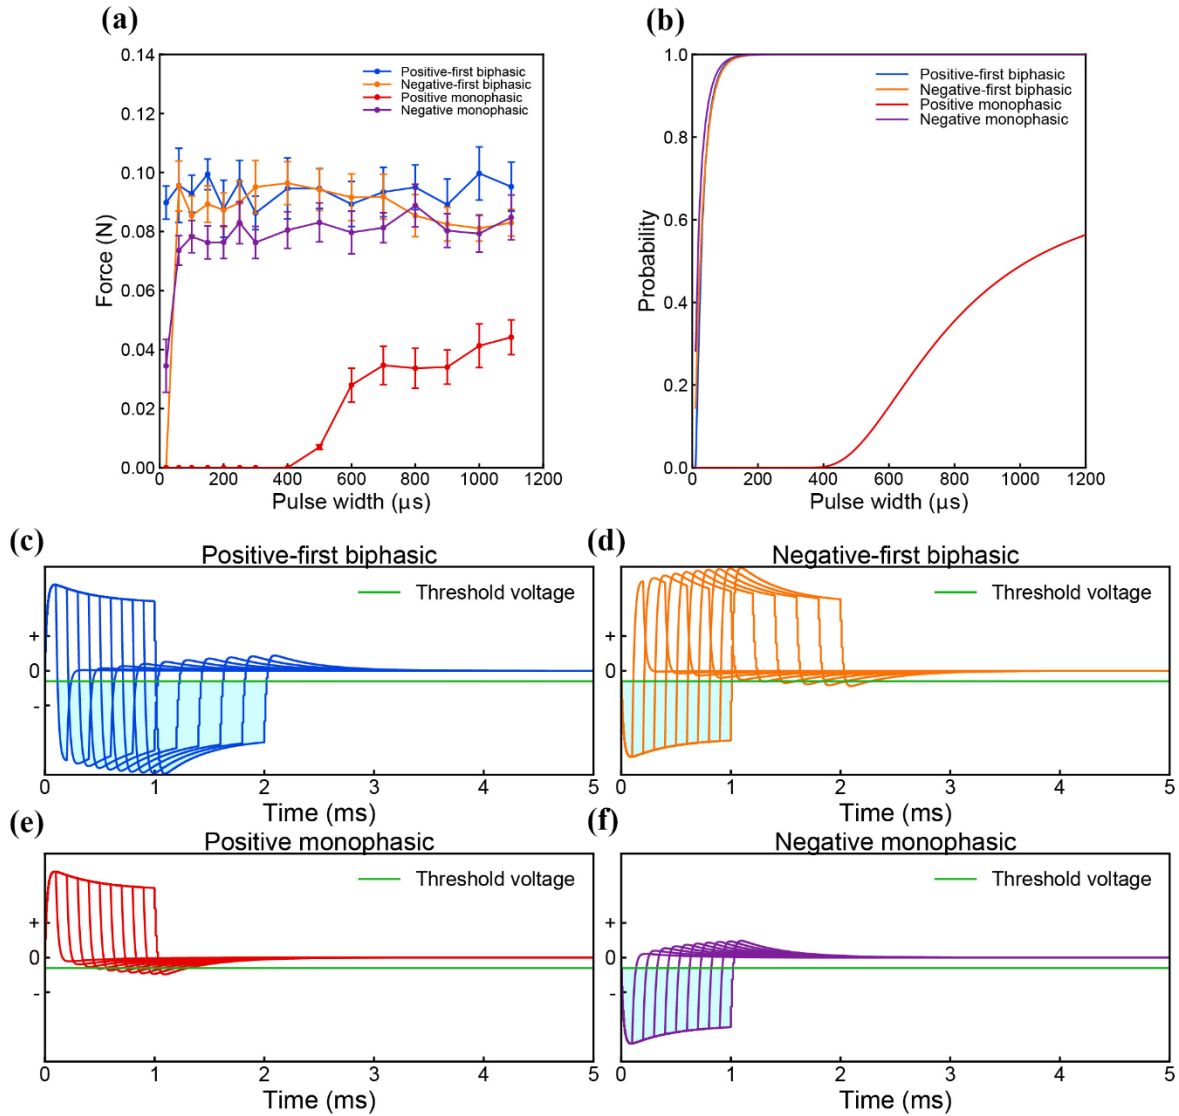 (a)
0.14
0.12
0.10
0.08
0.06
0.04
0.02
0.00
Force (N)
Positive-first biphasic
Negative-first biphasic
Positive monophasic
Negative monophasic
0 200 400 600 800 1000 1200
Pulse width (μs)
(b)
1.0
0.8
0.6
0.4
0.2
0.0
Probability
Positive-first biphasic
Negative-first biphasic
Positive monophasic
Negative monophasic
0 200 400 600 800 1000 1200
Pulse width (μs)
(c)
Positive-first biphasic
Threshold voltage
+
0
-
0 1 2 3 4 5
Time (ms)
(d)
Negative-first biphasic
Threshold voltage
+
0
-
0 1 2 3 4 5
Time (ms)
(e)
Positive monophasic
Threshold voltage
+
0
-
0 1 2 3 4 5
Time (ms)
(f)
Negative monophasic
Threshold voltage
+
0
-
0 1 2 3 4 5
Time (ms)